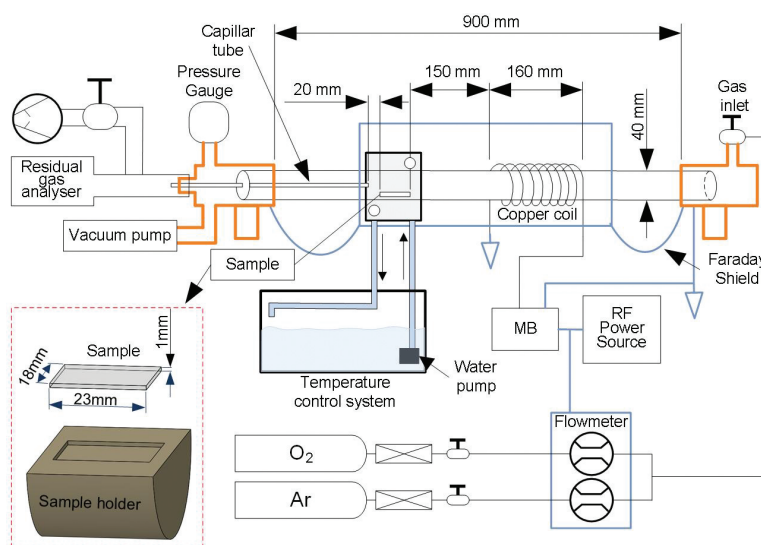 900 mm
Capillar
tube
Pressure
Gauge
20 mm
150 mm
160 mm
40 mm
Gas
inlet
Residual
gas
analyser
Copper coil
Vacuum pump
Sample
Faraday
Shield
MB
RF
Power
Source
Water
pump
Temperature
control system
Sample
1mm
18mm
23mm
Sample holder
Flowmeter
O2
Ar